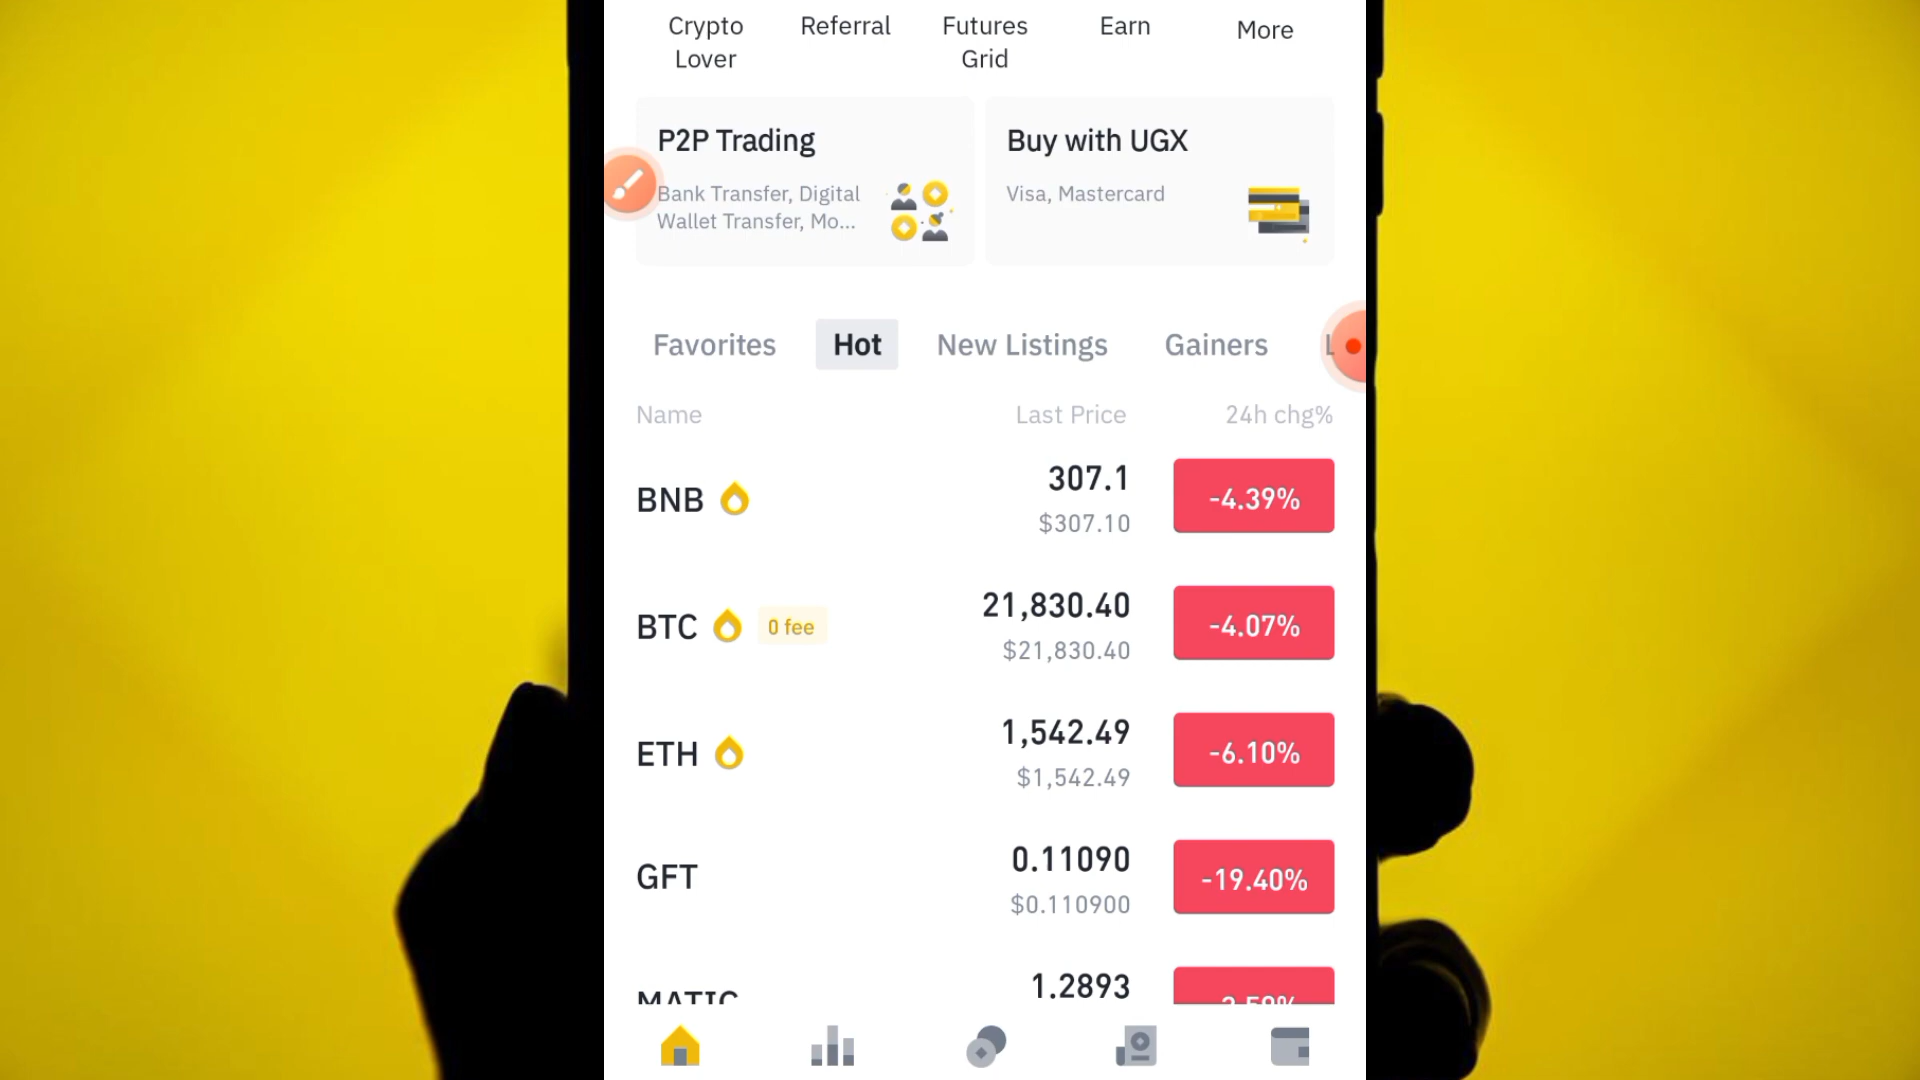 Crypto Lover
Referral
Futures Grid
Earn
More
P2P Trading
Bank Transfer, Digital
Wallet Transfer, Mo...
Buy with UGX
Visa, Mastercard
Favorites Hot New Listings Gainers L
Name Last Price 24h chg%
BNB 307.1 -4.39%
$307.10
BTC 0 fee 21,830.40 -4.07%
$21,830.40
ETH 1,542.49 -6.10%
$1,542.49
GFT 0.11090 -19.40%
$0.110900
MATIC 1.2893